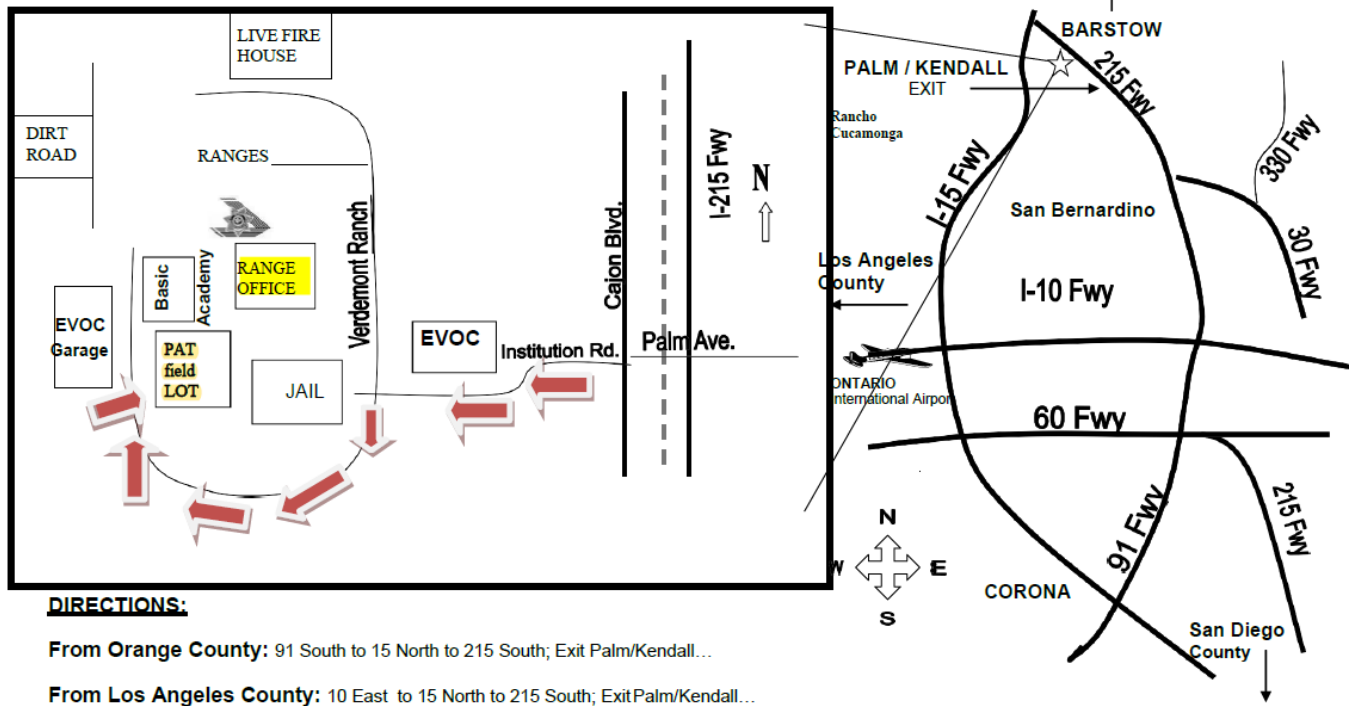 LIVE FIRE
HOUSE
DIRT
ROAD
RANGES
Basic
Academy
RANGE
OFFICE
Verdemont Ranch
EVOC
Garage
PAT
field
LOT
JAIL
EVOC
Institution Rd.
Cajon Blvd.
Palm Ave.
I-215 Fwy
N
BARSTOW
PALM / KENDALL
EXIT
215 Fwy
Rancho
Cucamonga
I-15 Fwy
330 Fwy
San Bernardino
30 Fwy
Los Angeles
County
I-10 Fwy
ONTARIO
International Airport
60 Fwy
91 Fwy
215 Fwy
N
W
E
S
CORONA
San Diego
County
DIRECTIONS:
From Orange County: 91 South to 15 North to 215 South; Exit Palm/Kendall…
From Los Angeles County: 10 East to 15 North to 215 South; ExitPalm/Kendall…